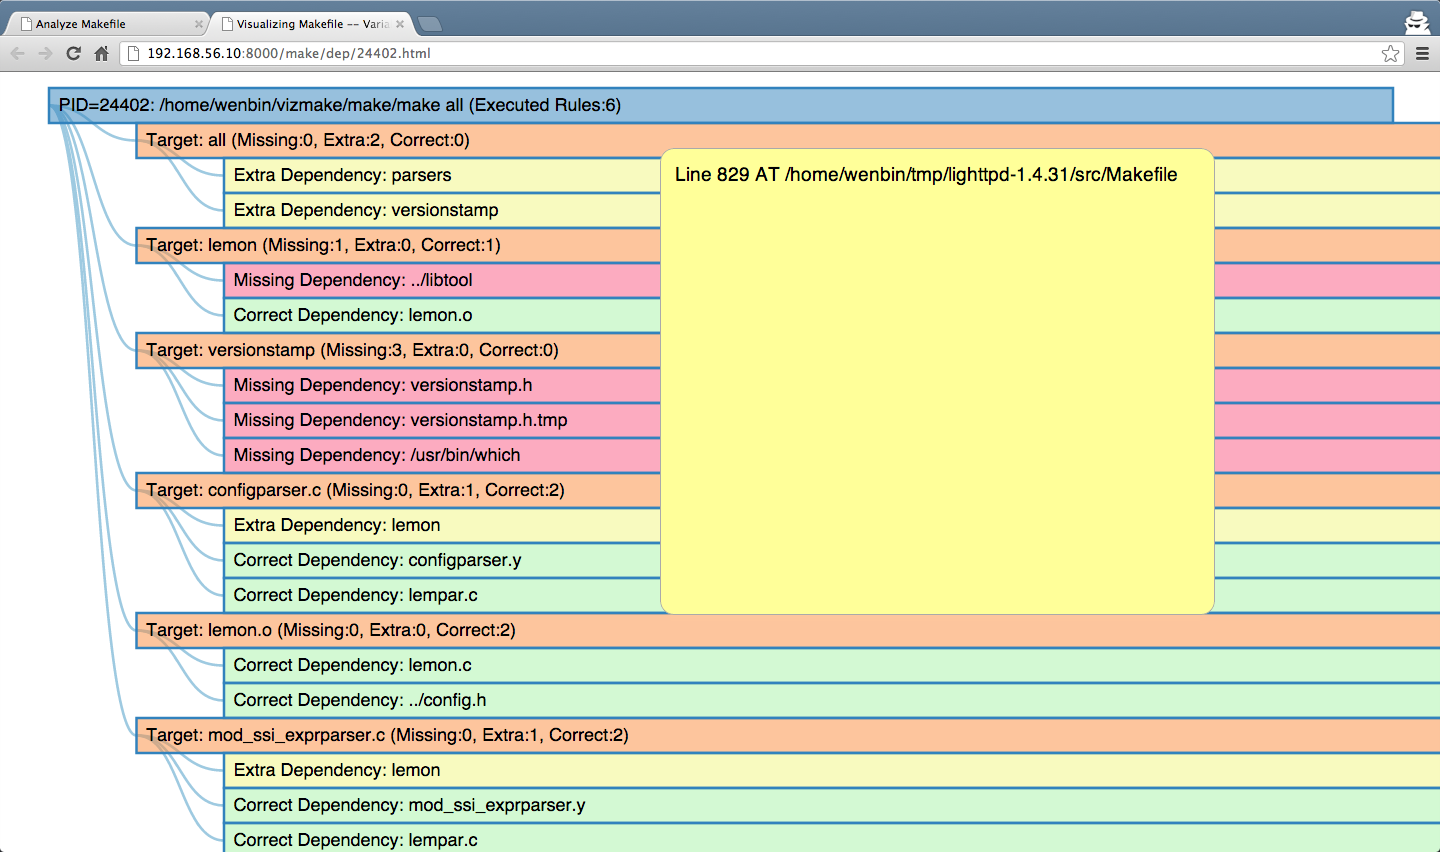 Analyze Makefile
Visualizing Makefile -- Varia
192.168.56.10:8000/make/dep/24402.html
PID=24402: /home/wenbin/vizmake/make/make all (Executed Rules:6)
Target: all (Missing:0, Extra:2, Correct:0)
Line 829 AT /home/wenbin/tmp/lighttpd-1.4.31/src/Makefile
Extra Dependency: parsers
Extra Dependency: versionstamp
Target: lemon (Missing:1, Extra:0, Correct:1)
Missing Dependency: ../libtool
Correct Dependency: lemon.o
Target: versionstamp (Missing:3, Extra:0, Correct:0)
Missing Dependency: versionstamp.h
Missing Dependency: versionstamp.h.tmp
Missing Dependency: /usr/bin/which
Target: configparser.c (Missing:0, Extra:1, Correct:2)
Extra Dependency: lemon
Correct Dependency: configparser.y
Correct Dependency: lempar.c
Target: lemon.o (Missing:0, Extra:0, Correct:2)
Correct Dependency: lemon.c
Correct Dependency: ../config.h
Target: mod_ssi_exprparser.c (Missing:0, Extra:1, Correct:2)
Extra Dependency: lemon
Correct Dependency: mod_ssi_exprparser.y
Correct Dependency: lempar.c